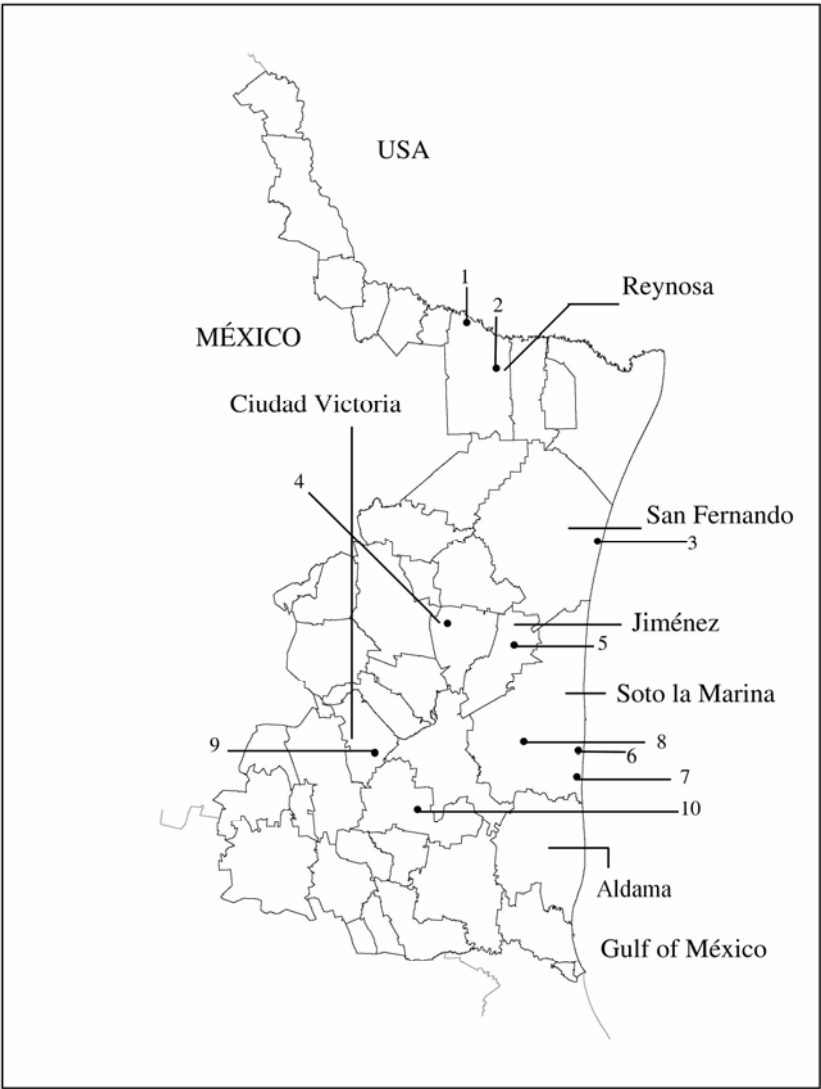 USA
1
Reynosa
2
MÉXICO
Ciudad Victoria
4
San Fernando
3
Jiménez
5
Soto la Marina
8
9
6
7
10
Aldama
Gulf of México